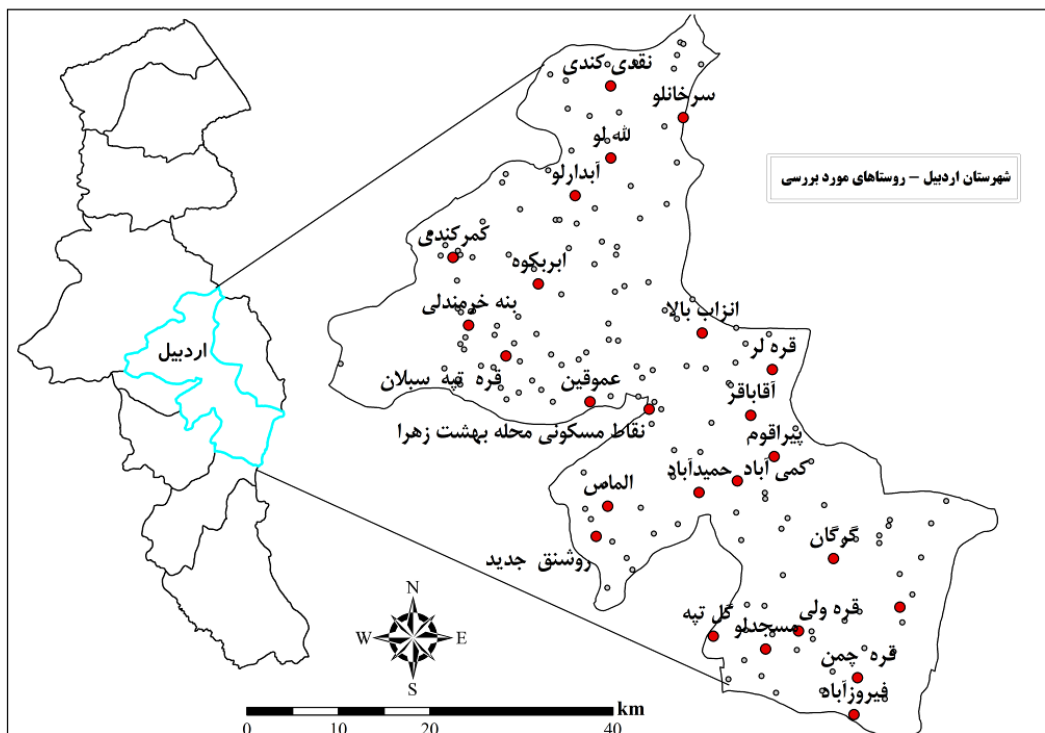 نقدی کندی
سرخانلو
لله لو
شهرستان اردبیل – روستاهای مورد بررسی
آبدارلو
کمرکندی
ابربکوه
بنه خرمندلی
انزاب بالا
اردبیل
قره لر
قره تپه سبلان
عموقین
آقاباقر
نقاط مسکونی محله بهشت زهرا
پیراقوم
کمی آباد
حمیدآباد
الماس
گرگان
روشنق جدید
N
W
E
S
قره ولی
گل تپه
مسجدلو
قره چمن
فیروزآباد
km
0 10 20 40